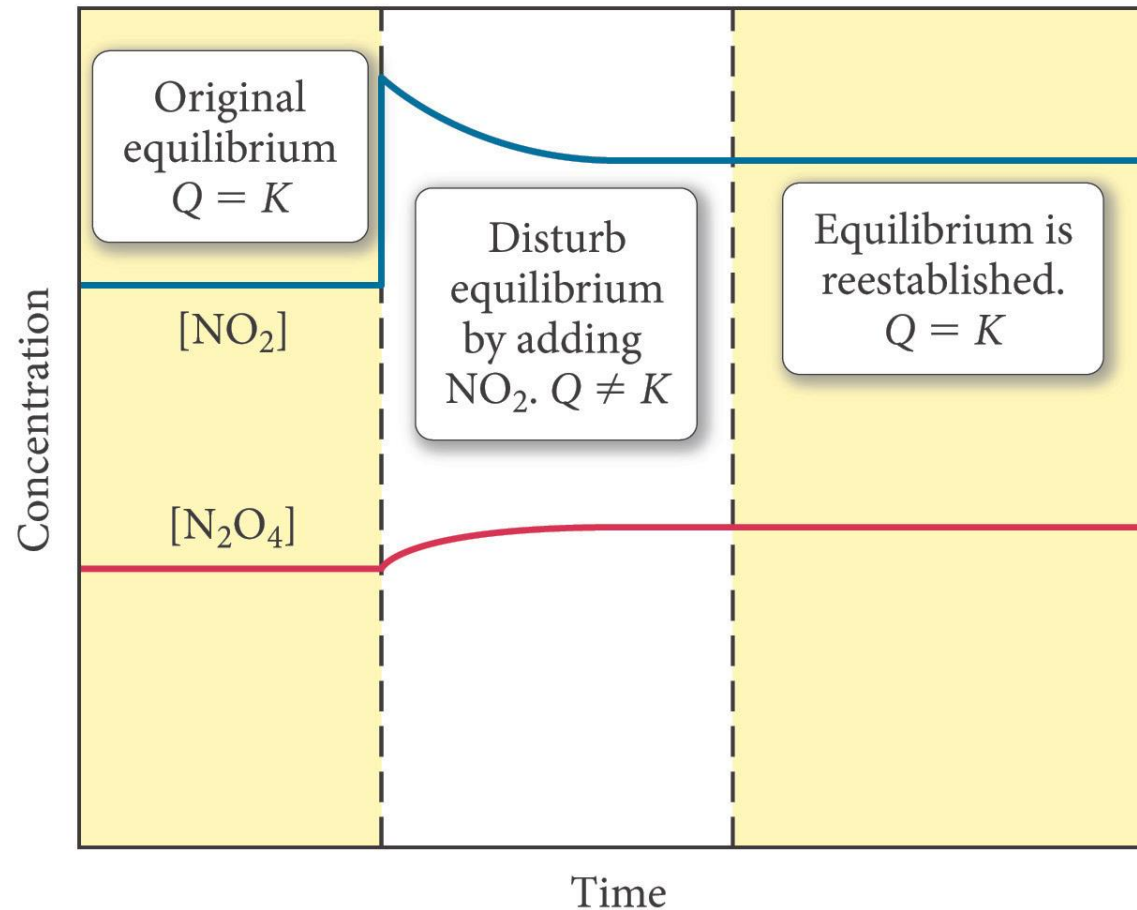 Original
equilibrium
Q = K
[NO₂]
[N₂O₄]
Disturb
equilibrium
by adding
NO₂. Q ≠ K
Equilibrium is
reestablished.
Q = K
Concentration
Time